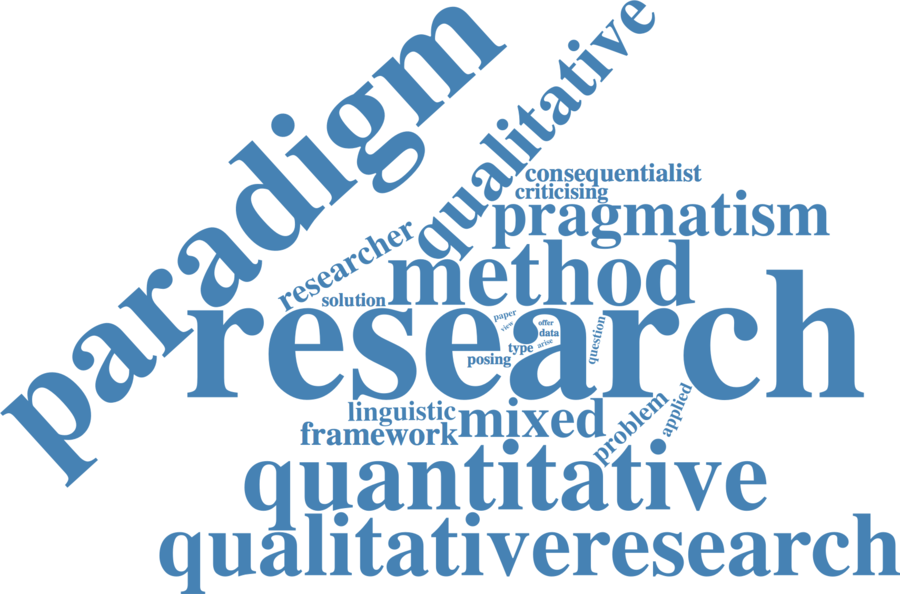 paradigm
qualitative
consequentialist
criticising
pragmatism
researcher
method
solution
research
paper
view
offer
data
arise
type
posing
question
linguistic
mixed
framework
problem
applied
quantitative
qualitativeresearch